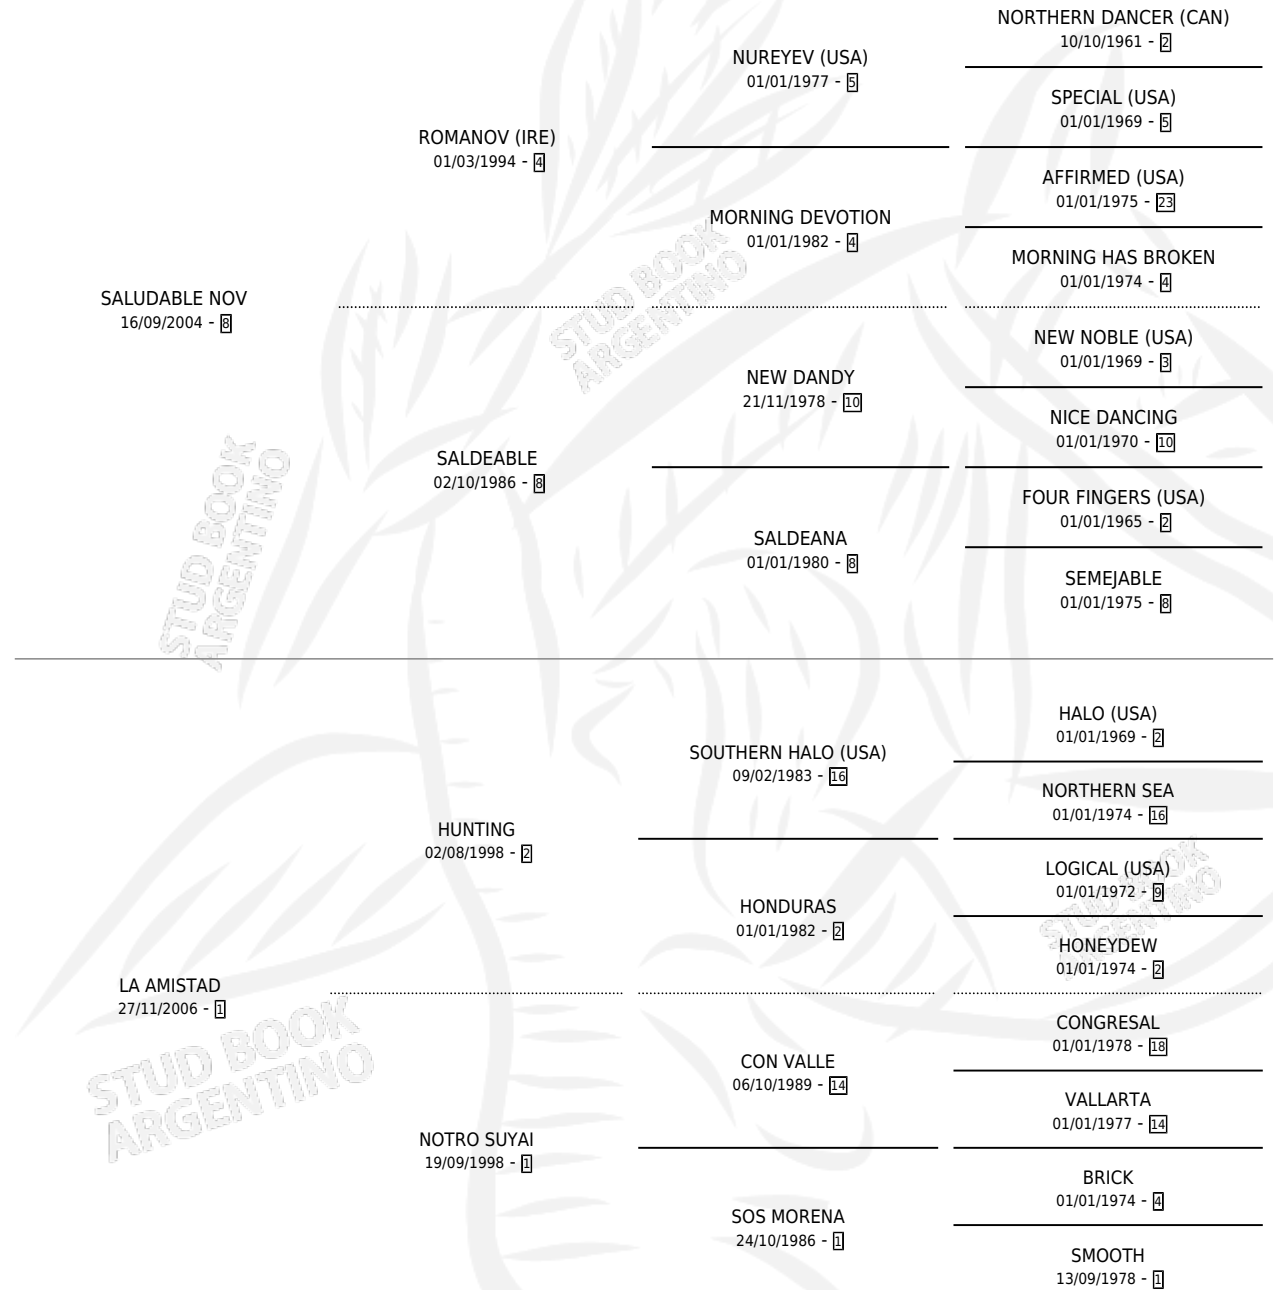 NORTHERN DANCER (CAN)
10/10/1961 - 2
NUREYEV (USA)
01/01/1977 - 5
SPECIAL (USA)
01/01/1969 - 5
ROMANOV (IRE)
01/03/1994 - 4
AFFIRMED (USA)
01/01/1975 - 23
MORNING DEVOTION
01/01/1982 - 4
MORNING HAS BROKEN
01/01/1974 - 4
SALUDABLE NOV
16/09/2004 - 8
STUD BOOK
ARGENTINO
NEW NOBLE (USA)
01/01/1969 - 3
NEW DANDY
21/11/1978 - 10
NICE DANCING
01/01/1970 - 10
SALDEABLE
02/10/1986 - 8
FOUR FINGERS (USA)
01/01/1965 - 2
SALDEANA
01/01/1980 - 8
SEMEJABLE
01/01/1975 - 8
STUD BOOK
ARGENTINO
HALO (USA)
01/01/1969 - 2
SOUTHERN HALO (USA)
09/02/1983 - 16
NORTHERN SEA
01/01/1974 - 16
HUNTING
02/08/1998 - 2
LOGICAL (USA)
01/01/1972 - 9
HONDURAS
01/01/1982 - 2
HONEYDEW
01/01/1974 - 2
STUD BOOK
ARGENTINO
LA AMISTAD
27/11/2006 - 1
CONGRESAL
01/01/1978 - 18
CON VALLE
06/10/1989 - 14
VALLARTA
01/01/1977 - 14
STUD BOOK
ARGENTINO
NOTRO SUYAI
19/09/1998 - 1
BRICK
01/01/1974 - 4
SOS MORENA
24/10/1986 - 1
SMOOTH
13/09/1978 - 1